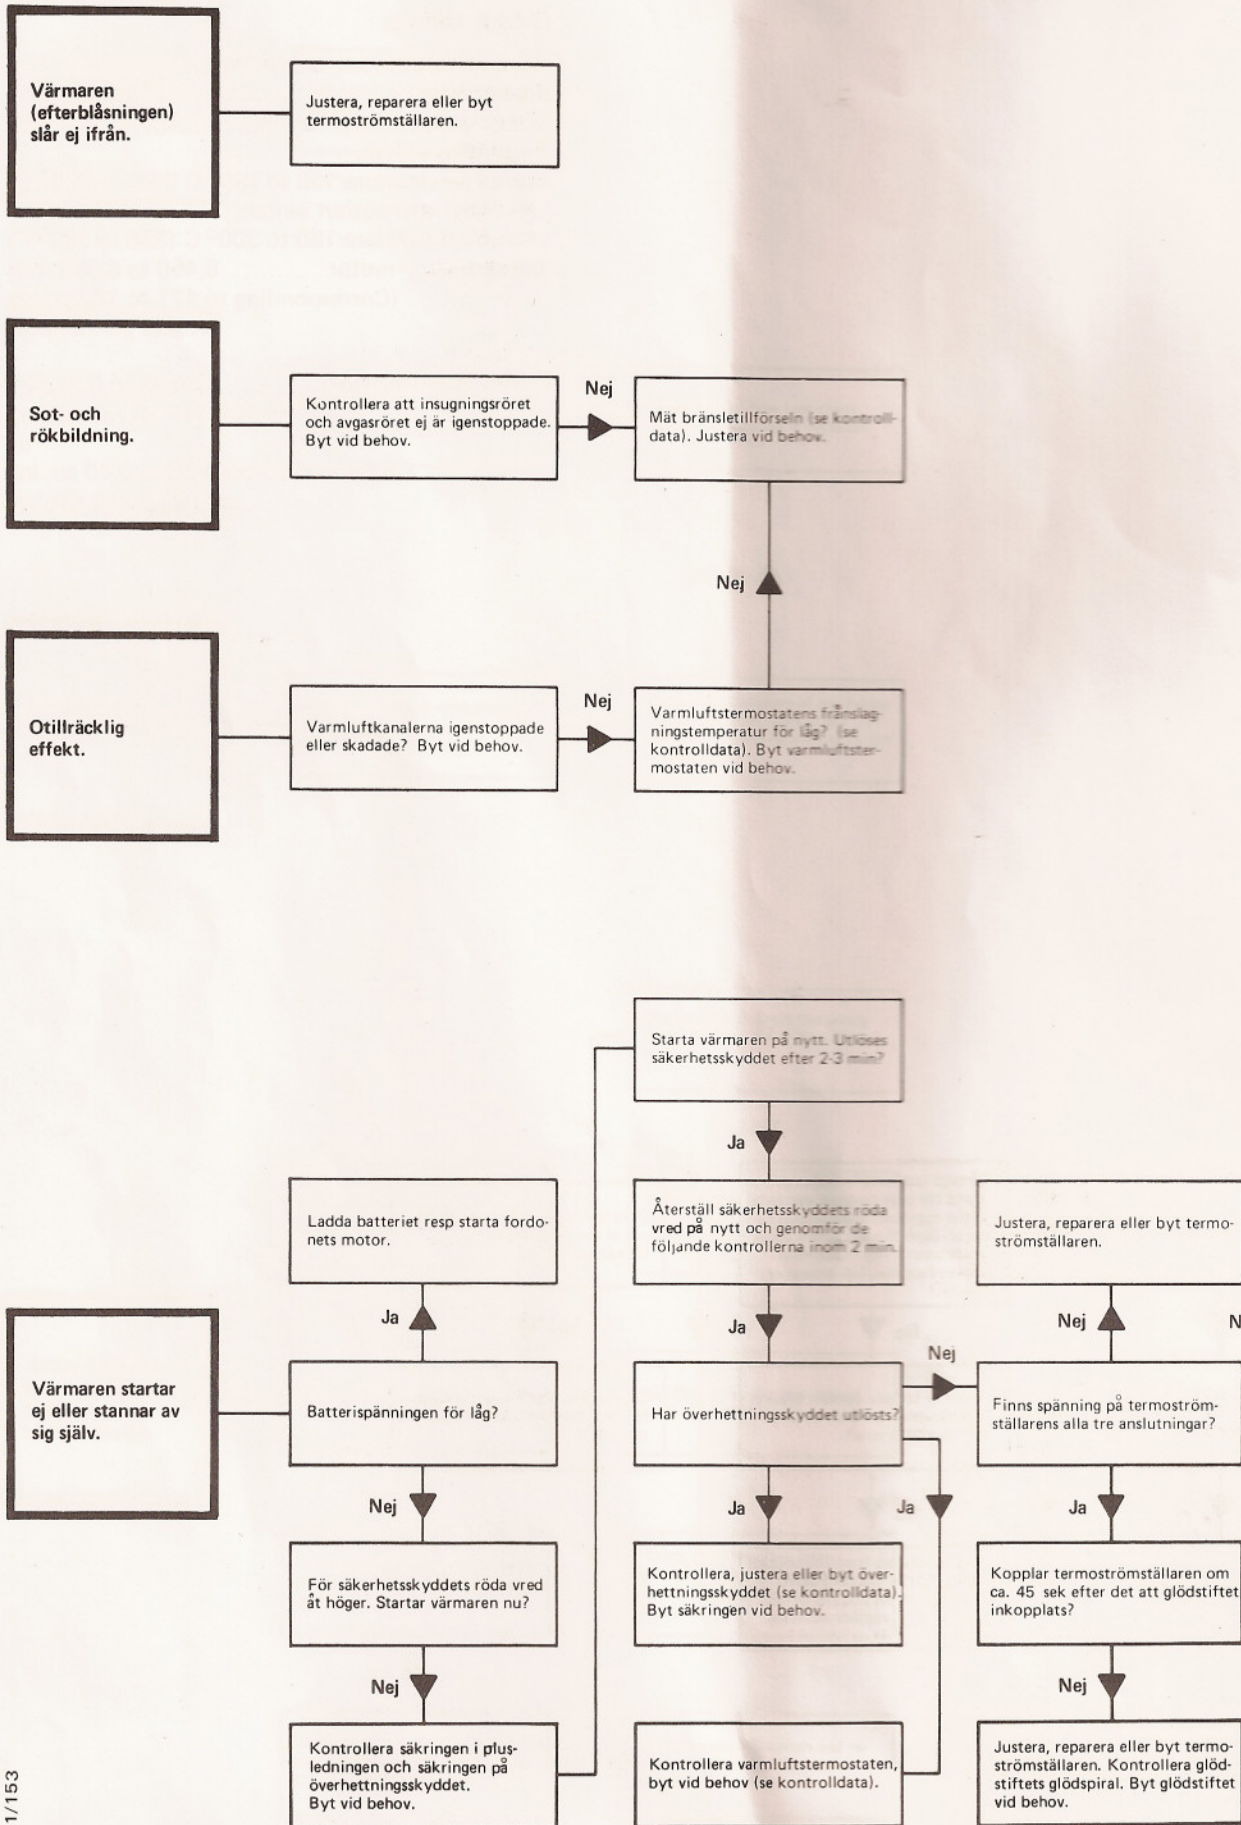 Värmaren
(efterblåsningen)
slår ej ifrån.
Justera, reparera eller byt
termoströmställaren.
Sot- och
rökbildning.
Kontrollera att insugningsröret
och avgasröret ej är igenstoppade.
Byt vid behov.
Nej
Mät bränsletillförseln (se kontroll-
data). Justera vid behov.
Nej
Otillräcklig
effekt.
Varmluftkanalerna igenstoppade
eller skadade? Byt vid behov.
Nej
Varmluftstermostatens frånslag-
ningstemperatur för låg? (se
kontrolldata). Byt varmluftster-
mostaten vid behov.
Starta värmaren på nytt. Utlöses
säkerhetsskyddet efter 2-3 min?
Ja
Ladda batteriet resp starta fordo-
nets motor.
Återställ säkerhetsskyddets röda
vred på nytt och genomför de
följande kontrollerna inom 2 min.
Justera, reparera eller byt termo-
strömställaren.
Ja
Ja
Nej
N
Nej
Värmaren startar
ej eller stannar av
sig själv.
Batterispänningen för låg?
Har överhettningsskyddet utlösts?
Finns spänning på termoström-
ställarens alla tre anslutningar?
Nej
Ja
Ja
Ja
För säkerhetsskyddets röda vred
åt höger. Startar värmaren nu?
Kontrollera, justera eller byt över-
hettningsskyddet (se kontrolldata).
Byt säkringen vid behov.
Kopplar termoströmställaren om
ca. 45 sek efter det att glödstiftet
inkopplats?
Nej
Nej
Kontrollera säkringen i plus-
ledningen och säkringen på
överhettningsskyddet.
Byt vid behov.
Kontrollera varmluftstermostaten,
byt vid behov (se kontrolldata).
Justera, reparera eller byt termo-
strömställaren. Kontrollera glöd-
stiftets glödspiral. Byt glödstiftet
vid behov.
1/153